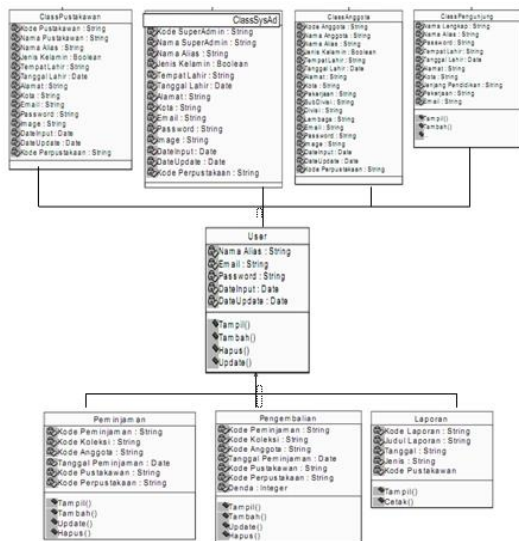 ClassPustakawan
Kode Pustakawan : String
Nama Pustakawan : String
Nama Alias : String
Jenis Kelamin : Boolean
Tempat Lahir : String
Tanggal Lahir : Date
Alamat : String
Kota : String
Email : String
Password : String
Image : String
DateInput : Date
DateUpdate : Date
Kode Perpustakaan : String
ClassSysAd
Kode SuperAdmin : String
Nama SuperAdmin : String
Nama Alias : String
Jenis Kelamin : Boolean
Tempat Lahir : String
Tanggal Lahir : Date
Alamat : String
Kota : String
Email : String
Password : String
Image : String
DateInput : Date
DateUpdate : Date
Kode Perpustakaan : String
ClassAnggota
Kode Anggota : String
Nama Anggota : String
Nama Alias : String
Jenis Kelamin : Boolean
Tempat Lahir : String
Tanggal Lahir : Date
Alamat : String
Kota : String
Pekerjaan : String
SubDivisi : String
Divisi : String
Lembaga : String
Email : String
Password : String
Image : String
DateInput : Date
DateUpdate : Date
Kode Perpustakaan : String
ClassPengunjung
Nama Lengkap : String
Nama Alias : String
Password : String
Tempat Lahir : String
Tanggal Lahir : Date
Alamat : String
Kota : String
Jenjang Pendidikan : String
Pekerjaan : String
Email : String
Tampil()
Tambah()
User
Nama Alias : String
Email : String
Password : String
DateInput : Date
DateUpdate : Date
Tampil()
Tambah()
Hapus()
Update()
Peminjaman
Kode Peminjaman : String
Kode Koleksi : String
Kode Anggota : String
Tanggal Peminjaman : Date
Kode Pustakawan : String
Kode Perpustakaan : String
Tampil()
Tambah()
Update()
Hapus()
Pengembalian
Kode Peminjaman : String
Kode Koleksi : String
Kode Anggota : String
Tanggal Peminjaman : Date
Kode Pustakawan : String
Kode Perpustakaan : String
Denda : Integer
Tampil()
Tambah()
Update()
Hapus()
Laporan
Kode Laporan : String
Judul Laporan : String
Tanggal : String
Jenis : String
Kode Pustakawan
Tampil()
Cetak()